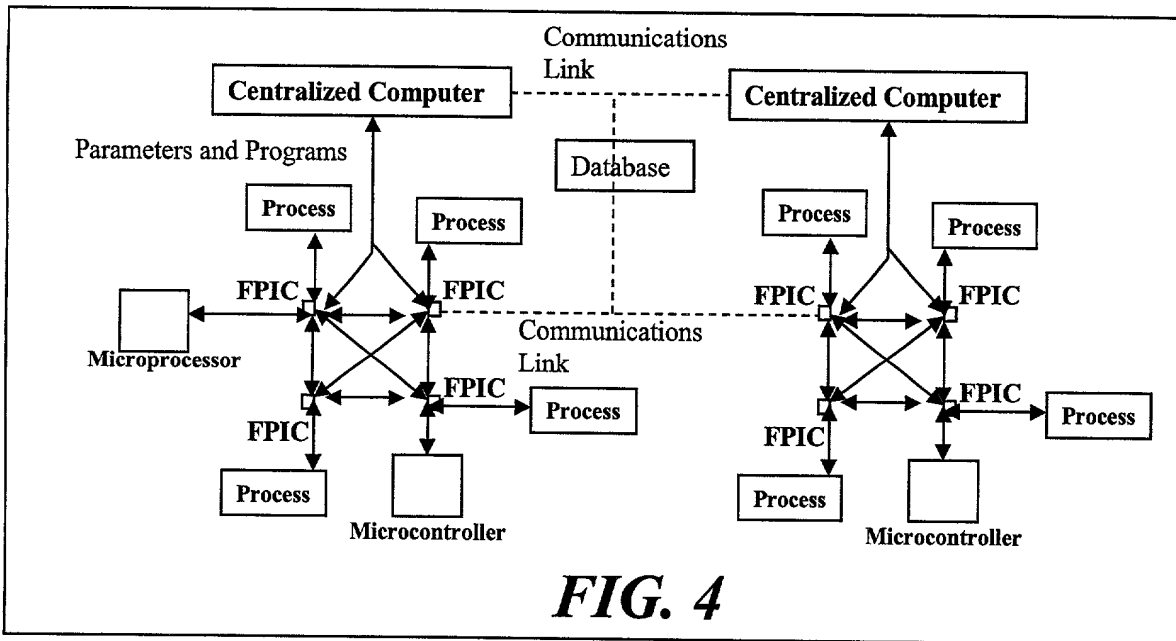 Communications
Link
Centralized Computer
Centralized Computer
Parameters and Programs
Database
Process
Process
Process
Process
FPIC
FPIC
FPIC
FPIC
Microprocessor
Communications
Link
FPIC
Process
FPIC
Process
FPIC
FPIC
Process
Process
Microcontroller
Microcontroller
FIG. 4